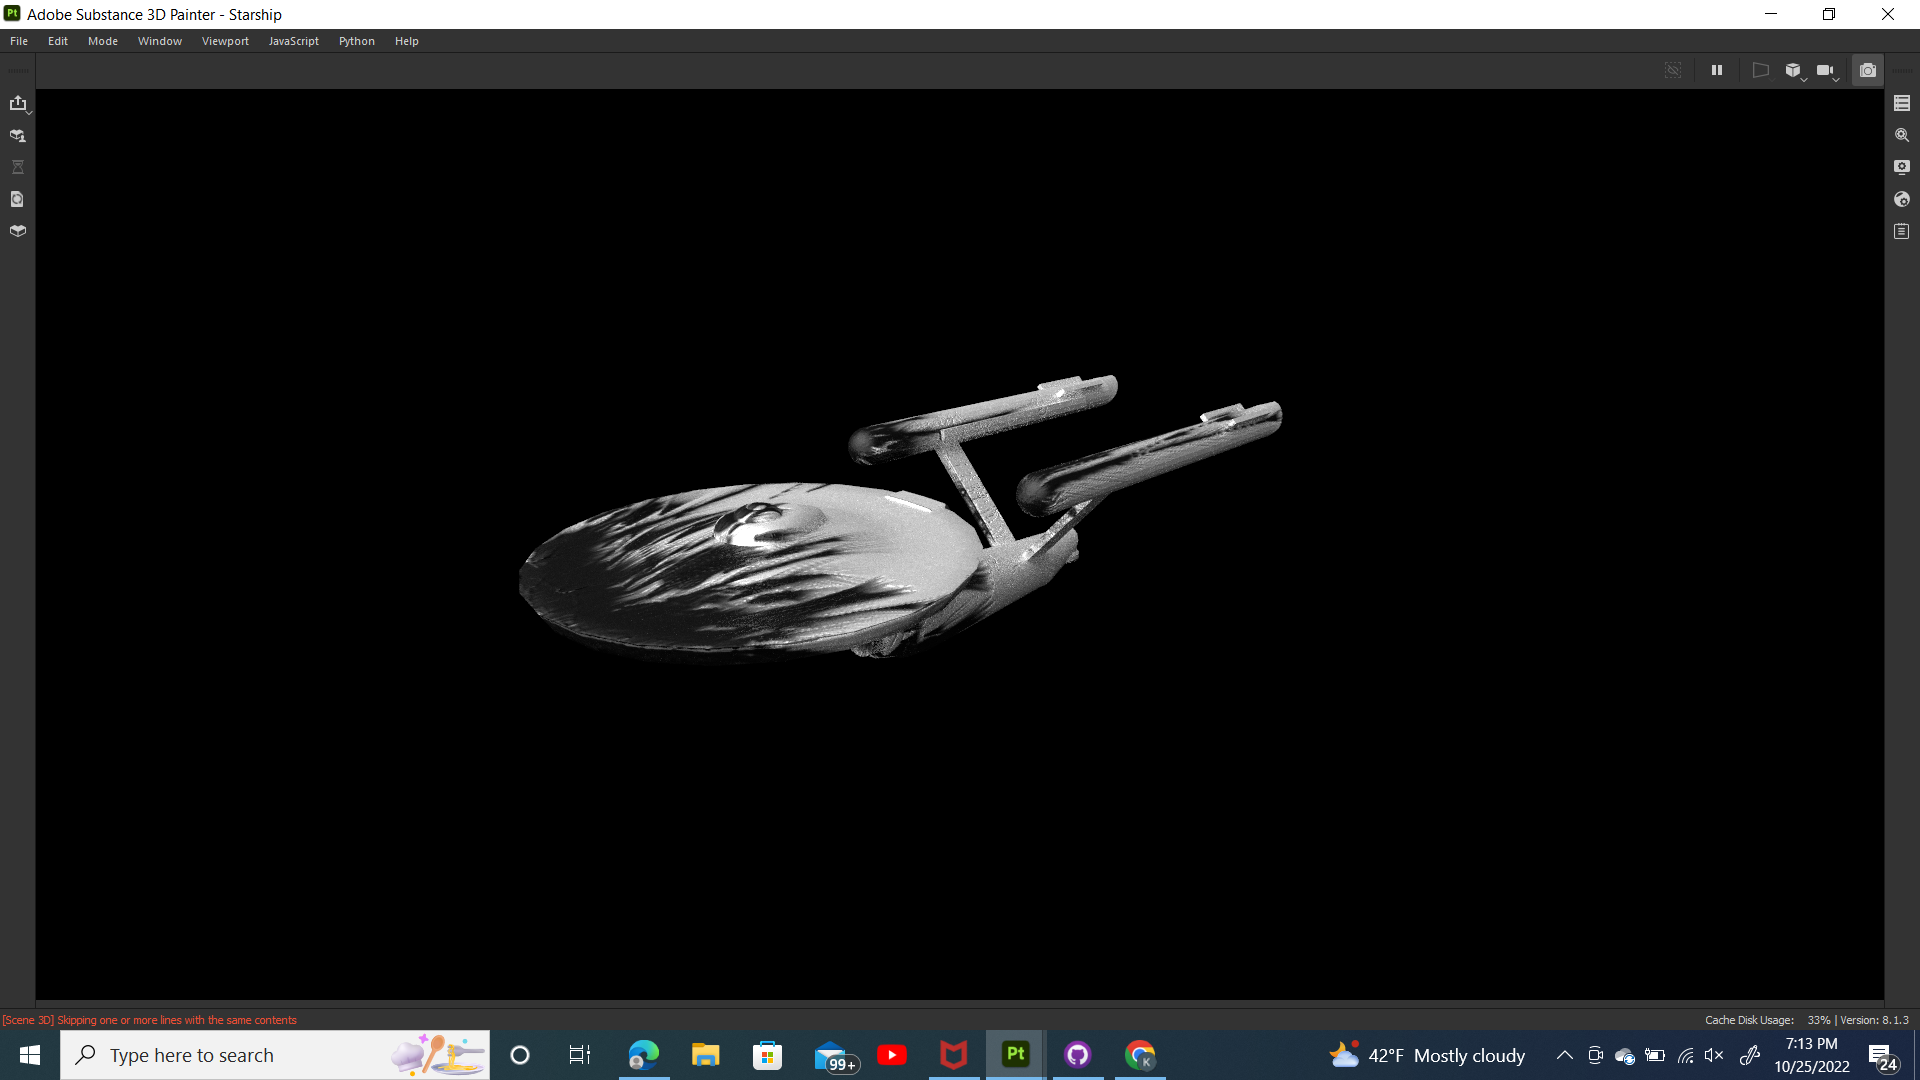 Pt Adobe Substance 3D Painter - Starship
File Edit Mode Window Viewport JavaScript Python Help
[Scene 3D] Skipping one or more lines with the same contents
Cache Disk Usage: 33% | Version: 8.1.3
Type here to search
99+
Pt
K
42°F Mostly cloudy
7:13 PM
10/25/2022
24